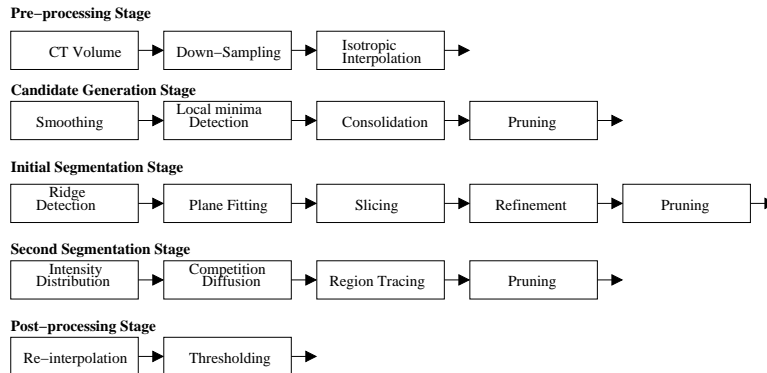 Pre−processing Stage
CT Volume
Down−Sampling
Isotropic
Interpolation
Candidate Generation Stage
Smoothing
Local minima
Detection
Consolidation
Pruning
Initial Segmentation Stage
Ridge
Detection
Plane Fitting
Slicing
Refinement
Pruning
Second Segmentation Stage
Intensity
Distribution
Competition
Diffusion
Region Tracing
Pruning
Post−processing Stage
Re−interpolation
Thresholding